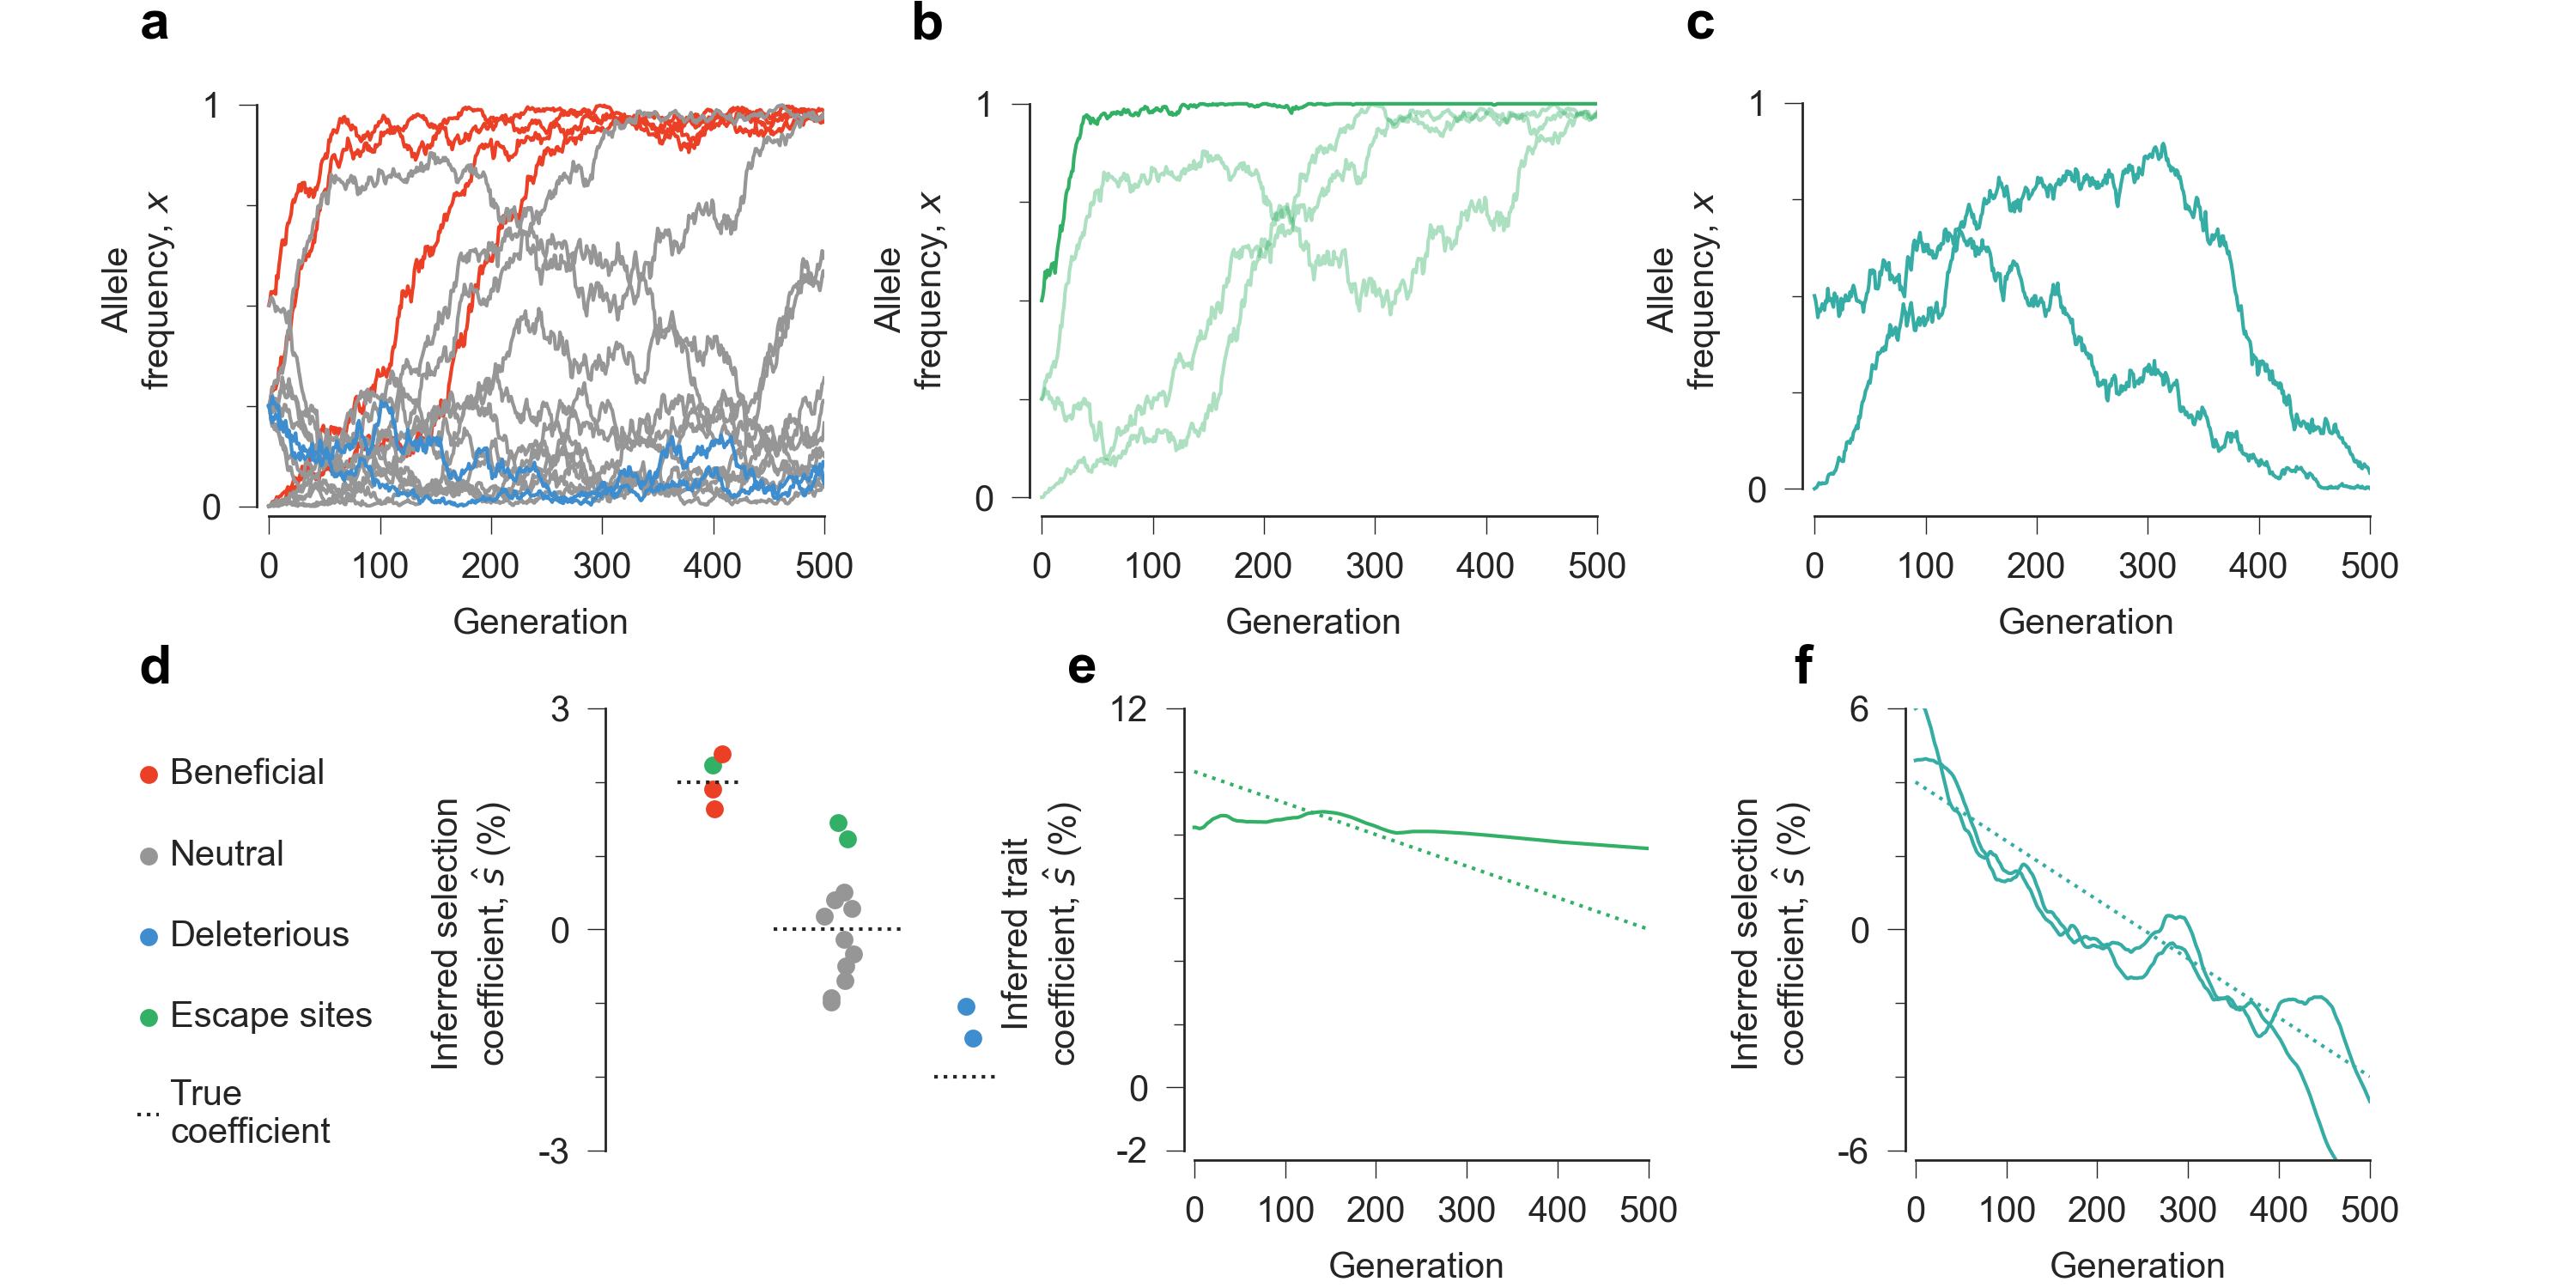 a
1
0
Allele
frequency, x
0 100 200 300 400 500
Generation
b
1
0
Allele
frequency, x
0 100 200 300 400 500
Generation
c
1
0
Allele
frequency, x
0 100 200 300 400 500
Generation
d
Beneficial
Neutral
Deleterious
Escape sites
True
coefficient
3
0
-3
Inferred selection
coefficient, ŝ (%)
e
12
0
-2
Inferred trait
coefficient, ŝ (%)
0 100 200 300 400 500
Generation
f
6
0
-6
Inferred selection
coefficient, ŝ (%)
0 100 200 300 400 500
Generation